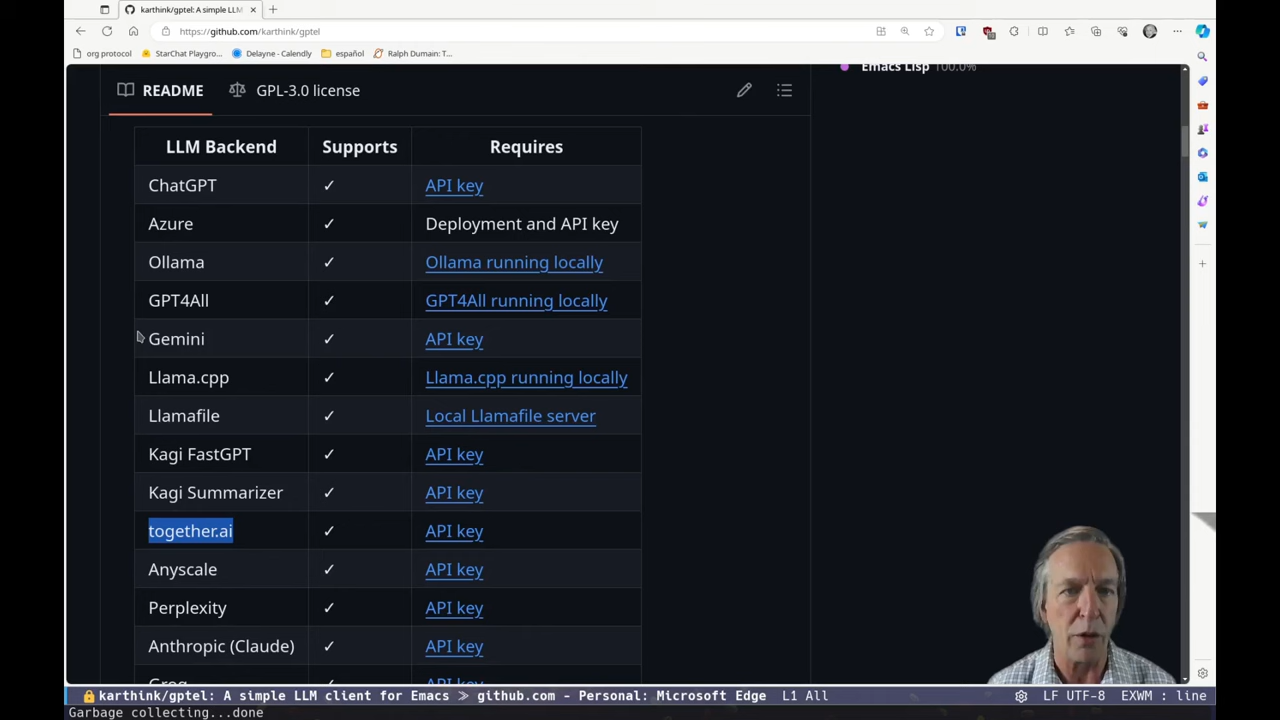 karthink/gptel: A simple LLM
https://github.com/karthink/gptel
org protocol
StarChat Playgro...
Delayne - Calendly
español
Ralph Dumain: T...
Emacs Lisp 100.0%
README
GPL-3.0 license
LLM Backend Supports Requires
ChatGPT ✓ API key
Azure ✓ Deployment and API key
Ollama ✓ Ollama running locally
GPT4All ✓ GPT4All running locally
Gemini ✓ API key
Llama.cpp ✓ Llama.cpp running locally
Llamafile ✓ Local Llamafile server
Kagi FastGPT ✓ API key
Kagi Summarizer ✓ API key
together.ai ✓ API key
Anyscale ✓ API key
Perplexity ✓ API key
Anthropic (Claude) ✓ API key
Groq API key
karthink/gptel: A simple LLM client for Emacs ≫ github.com - Personal: Microsoft Edge L1 All LF UTF-8 EXWM : line
Garbage collecting...done